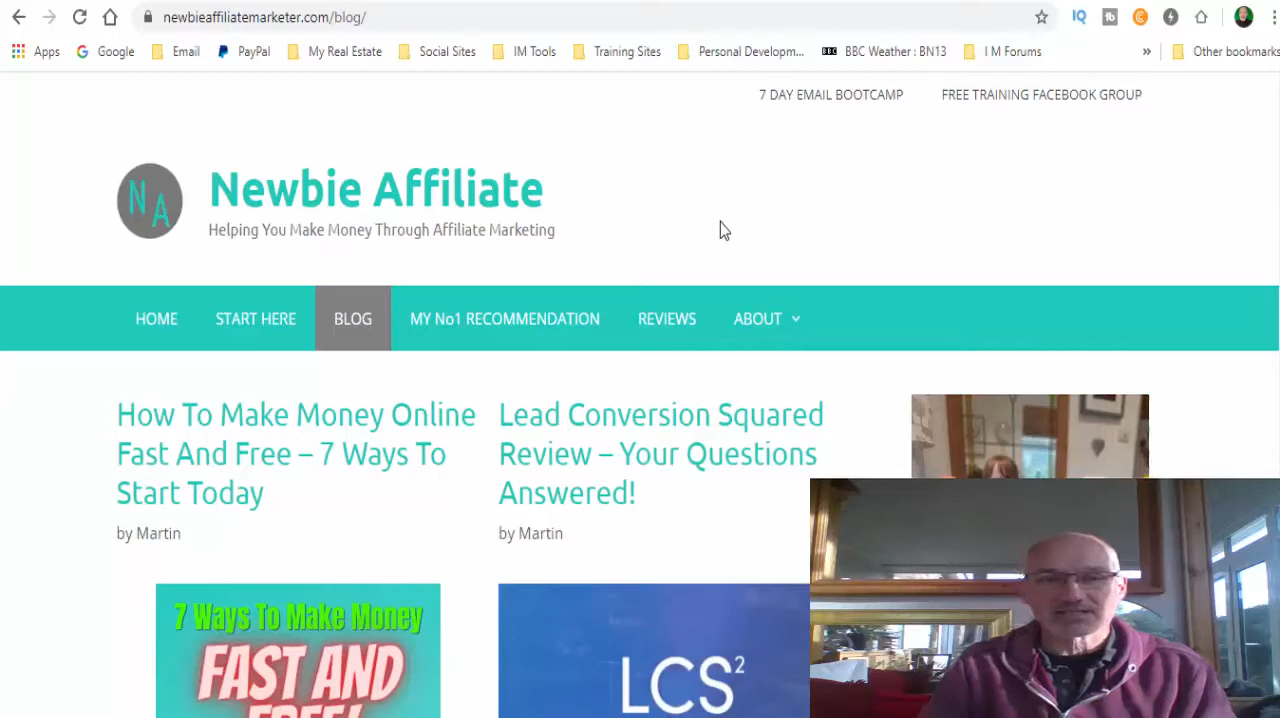 newbieaffiliatemarketer.com/blog/
Apps Google Email PayPal My Real Estate Social Sites IM Tools Training Sites Personal Developm... BBC BBC Weather : BN13 I M Forums » Other bookmarks
7 DAY EMAIL BOOTCAMP FREE TRAINING FACEBOOK GROUP
NA
Newbie Affiliate
Helping You Make Money Through Affiliate Marketing
HOME START HERE BLOG MY No1 RECOMMENDATION REVIEWS ABOUT
How To Make Money Online
Fast And Free – 7 Ways To
Start Today
by Martin
Lead Conversion Squared
Review – Your Questions
Answered!
by Martin
7 Ways To Make Money
FAST AND
FREE!
LCS²